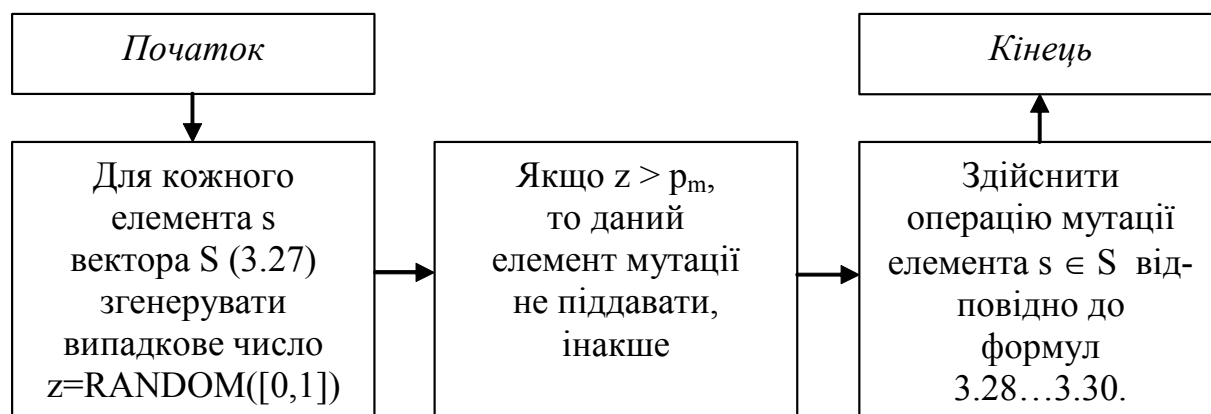 Початок
Для кожного
елемента s
вектора S (3.27)
згенерувати
випадкове число
z=RANDOM([0,1])
Якщо z > pₘ,
то даний
елемент мутації
не піддавати,
інакше
Здійснити
операцію мутації
елемента s ∈ S від-
повідно до
формул
3.28…3.30.
Кінець